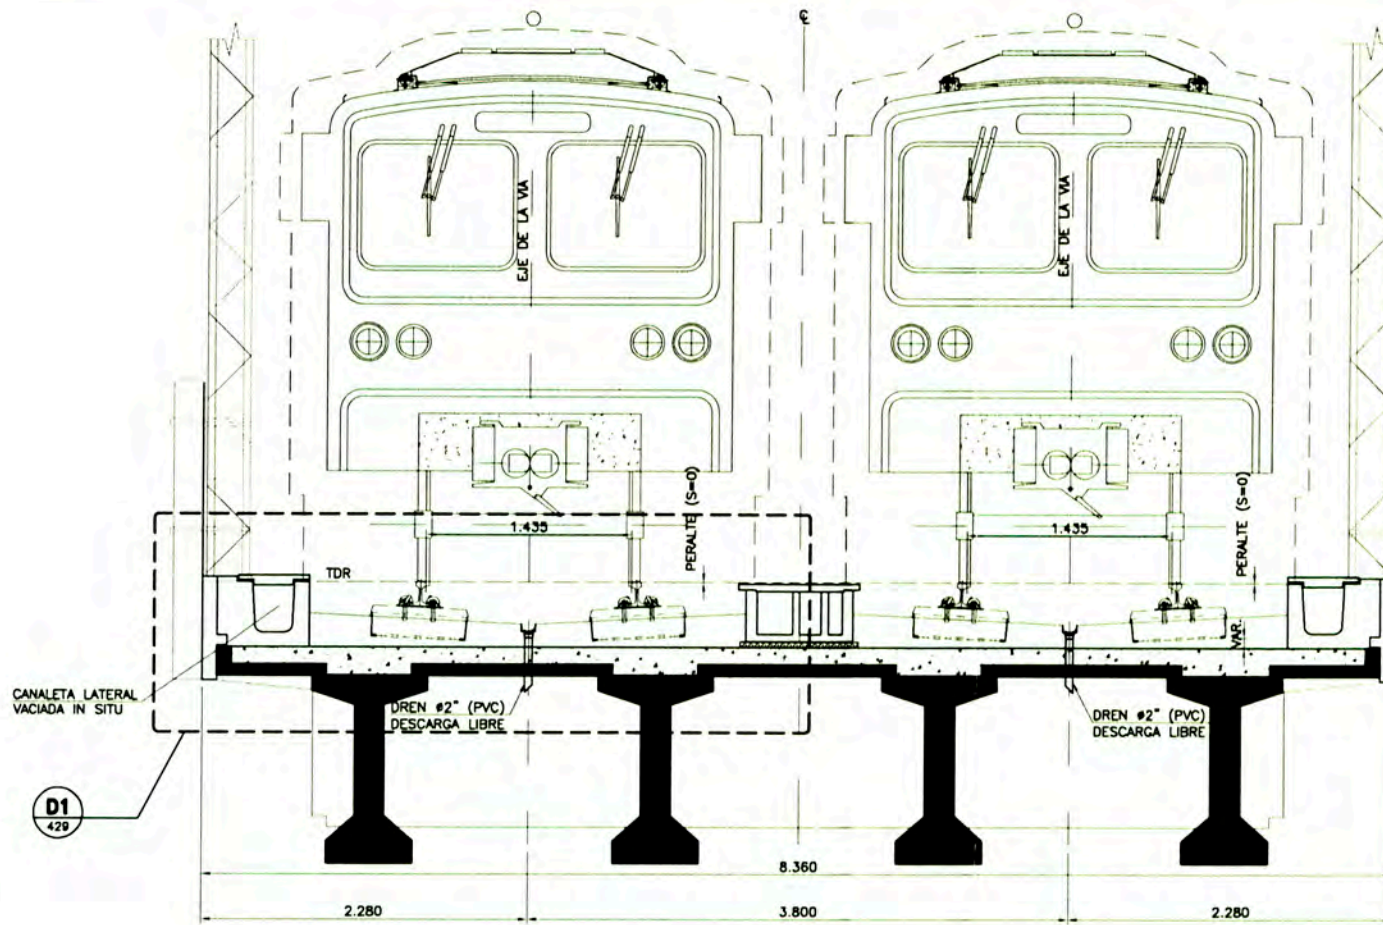 ℄
EJE DE LA VIA
EJE DE LA VIA
PERALTE (S=0)
PERALTE (S=0)
1.435
1.435
TDR
VAR.
CANALETA LATERAL
VACIADA IN SITU
DREN ø2" (PVC)
DESCARGA LIBRE
DREN ø2" (PVC)
DESCARGA LIBRE
D1
429
8.360
2.280
3.800
2.280